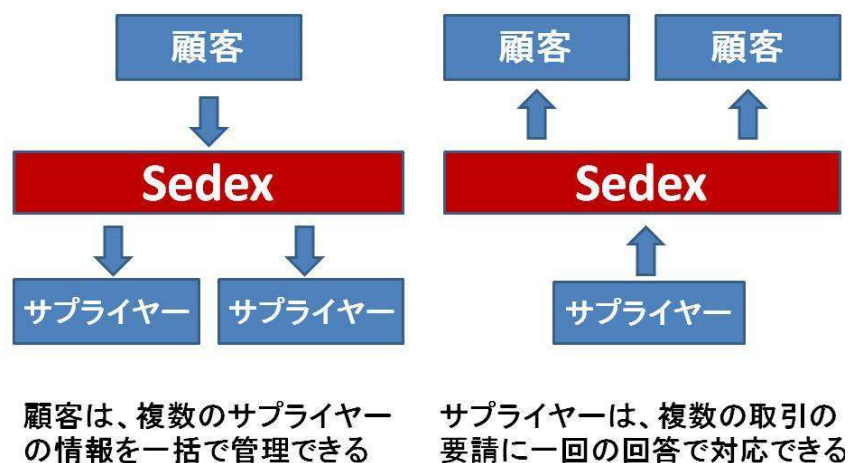 顧客
Sedex
サプライヤー サプライヤー
顧客は、複数のサプライヤー
の情報を一括で管理できる
顧客 顧客
Sedex
サプライヤー
サプライヤーは、複数の取引の
要請に一回の回答で対応できる